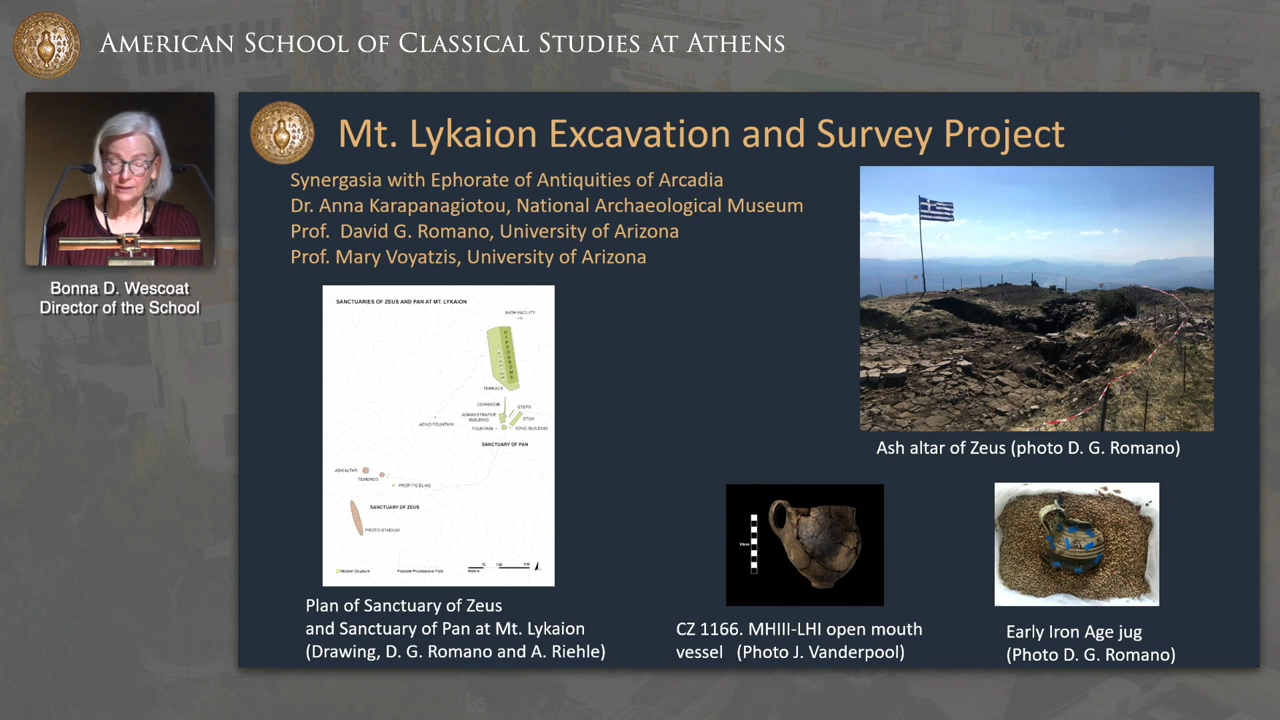 AMERICAN SCHOOL OF CLASSICAL STUDIES AT ATHENS
Bonna D. Wescoat
Director of the School
Mt. Lykaion Excavation and Survey Project
Synergasia with Ephorate of Antiquities of Arcadia
Dr. Anna Karapanagiotou, National Archaeological Museum
Prof.  David G. Romano, University of Arizona
Prof. Mary Voyatzis, University of Arizona
SANCTUARIES OF ZEUS AND PAN AT MT. LYKAION
BATH FACILITY
HIPPODROME
TERRACE
CORRIDOR
STEPS
ADMINISTRATIVE
BUILDING
STOA
AGNO FOUNTAIN
FOUNTAIN
IONIC BUILDING
SANCTUARY OF PAN
ASH ALTAR
TEMENOS
PROFITIS ELIAS
SANCTUARY OF ZEUS
PROTO-STADIUM
Possible Processional Path
Meters
Plan of Sanctuary of Zeus
and Sanctuary of Pan at Mt. Lykaion
(Drawing, D. G. Romano and A. Riehle)
Ash altar of Zeus (photo D. G. Romano)
CZ 1166. MHIII-LHI open mouth
vessel   (Photo J. Vanderpool)
Early Iron Age jug
(Photo D. G. Romano)